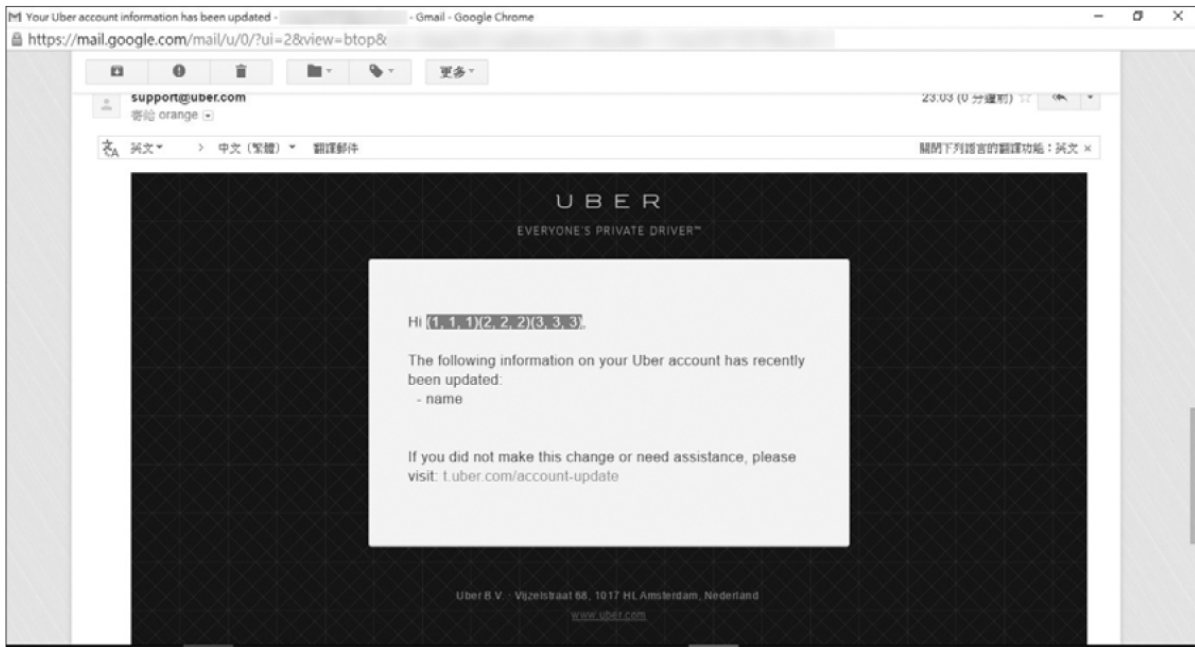 Your Uber account information has been updated - - Gmail - Google Chrome
https://mail.google.com/mail/u/0/?ui=2&view=btop&
更多
support@uber.com
23:03 (0 分鐘前)
寄給 orange
英文 > 中文（繁體） 翻譯郵件
關閉下列語言的翻譯功能：英文 ×
UBER
EVERYONE'S PRIVATE DRIVER™
Hi (1, 1, 1)(2, 2, 2)(3, 3, 3),
The following information on your Uber account has recently
been updated:
- name
If you did not make this change or need assistance, please
visit: t.uber.com/account-update
Uber B.V. · Vijzelstraat 68, 1017 HL Amsterdam, Nederland
www.uber.com